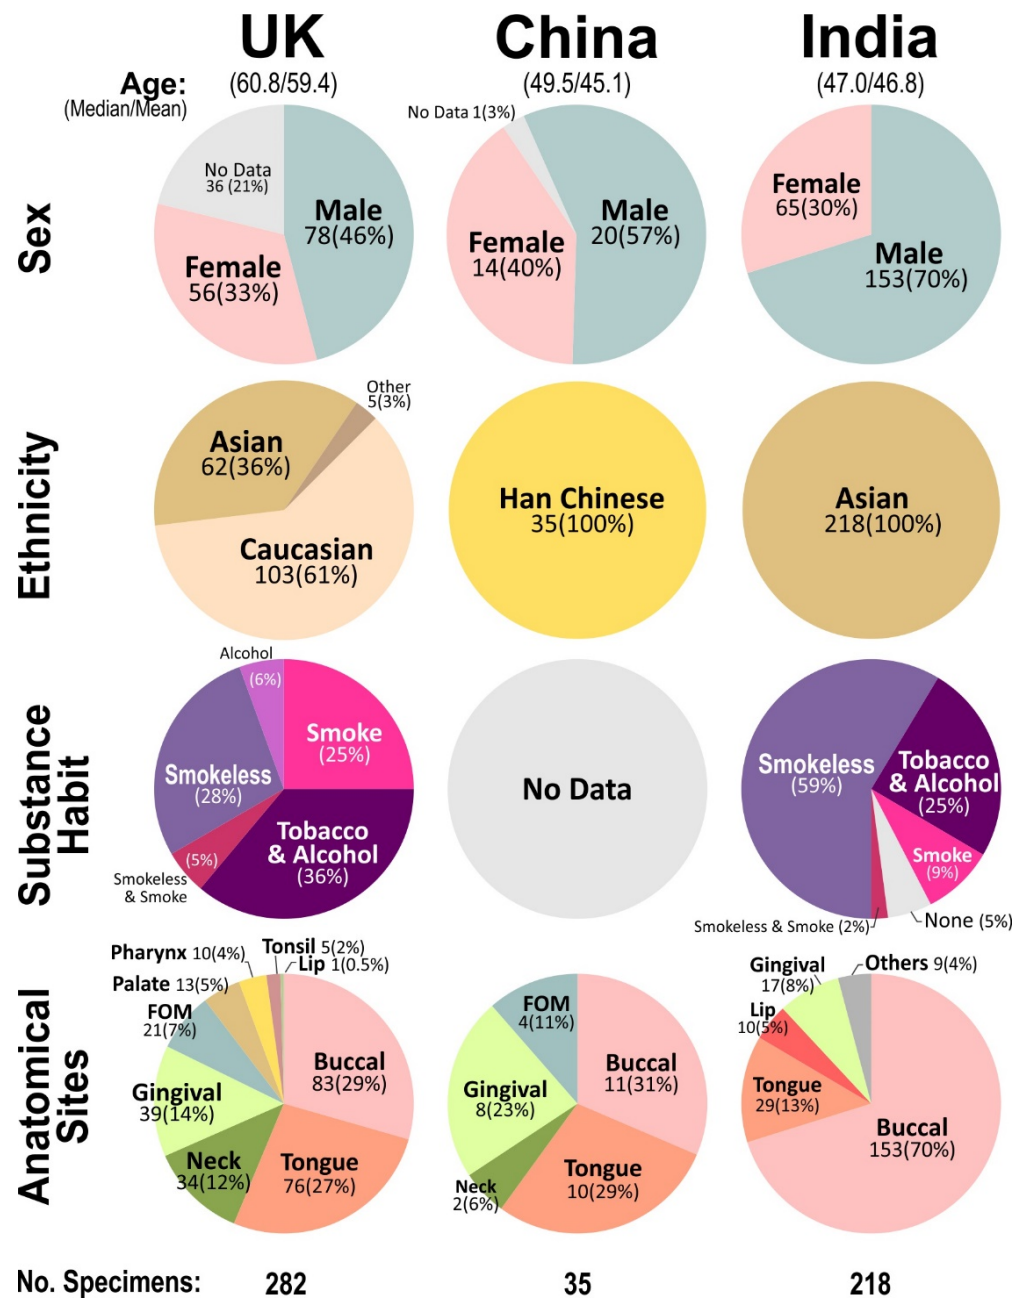 UK China India
Age: (60.8/59.4) (49.5/45.1) (47.0/46.8)
(Median/Mean)
Sex
No Data
36 (21%)
Male
78(46%)
Female
56(33%)
No Data 1(3%)
Male
20(57%)
Female
14(40%)
Female
65(30%)
Male
153(70%)
Ethnicity
Other
5(3%)
Asian
62(36%)
Caucasian
103(61%)
Han Chinese
35(100%)
Asian
218(100%)
Substance
Habit
Alcohol
(6%)
Smoke
(25%)
Smokeless
(28%)
Tobacco
& Alcohol
(36%)
(5%)
Smokeless
& Smoke
No Data
Smokeless
(59%)
Tobacco
& Alcohol
(25%)
Smoke
(9%)
None (5%)
Smokeless & Smoke (2%)
Anatomical
Sites
Pharynx 10(4%)
Tonsil 5(2%)
Lip 1(0.5%)
Palate 13(5%)
FOM
21(7%)
Buccal
83(29%)
Gingival
39(14%)
Neck
34(12%)
Tongue
76(27%)
FOM
4(11%)
Buccal
11(31%)
Gingival
8(23%)
Neck
2(6%)
Tongue
10(29%)
Gingival
17(8%)
Others 9(4%)
Lip
10(5%)
Tongue
29(13%)
Buccal
153(70%)
No. Specimens: 282 35 218